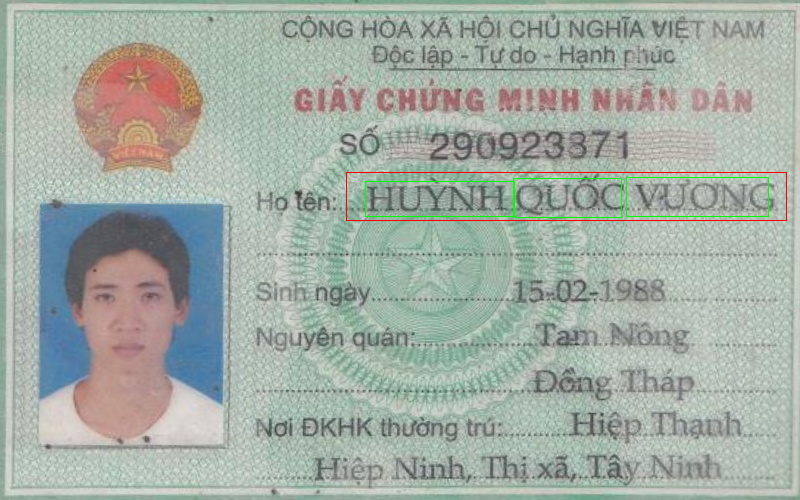 CỘNG HÒA XÃ HỘI CHỦ NGHĨA VIỆT NAM
Độc lập - Tự do - Hạnh phúc
GIẤY CHỨNG MINH NHÂN DÂN
SỐ 290923371
Họ tên: HUỲNH QUỐC VƯƠNG
Sinh ngày 15-02-1988
Nguyên quán: Tam Nông
Đồng Tháp
Nơi ĐKHK thường trú: Hiệp Thạnh
Hiệp Ninh, Thị xã, Tây Ninh
VIỆT NAM